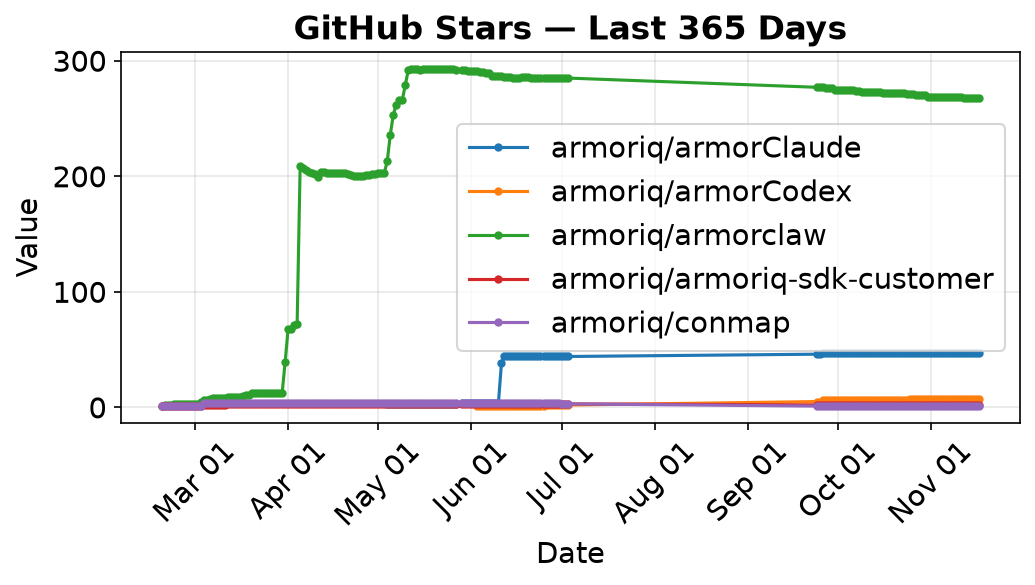 GitHub Stars — Last 365 Days
Value
300
200
100
0
armoriq/armorClaude
armoriq/armorCodex
armoriq/armorclaw
armoriq/armoriq-sdk-customer
armoriq/conmap
Mar 01
Apr 01
May 01
Jun 01
Jul 01
Aug 01
Sep 01
Oct 01
Nov 01
Date